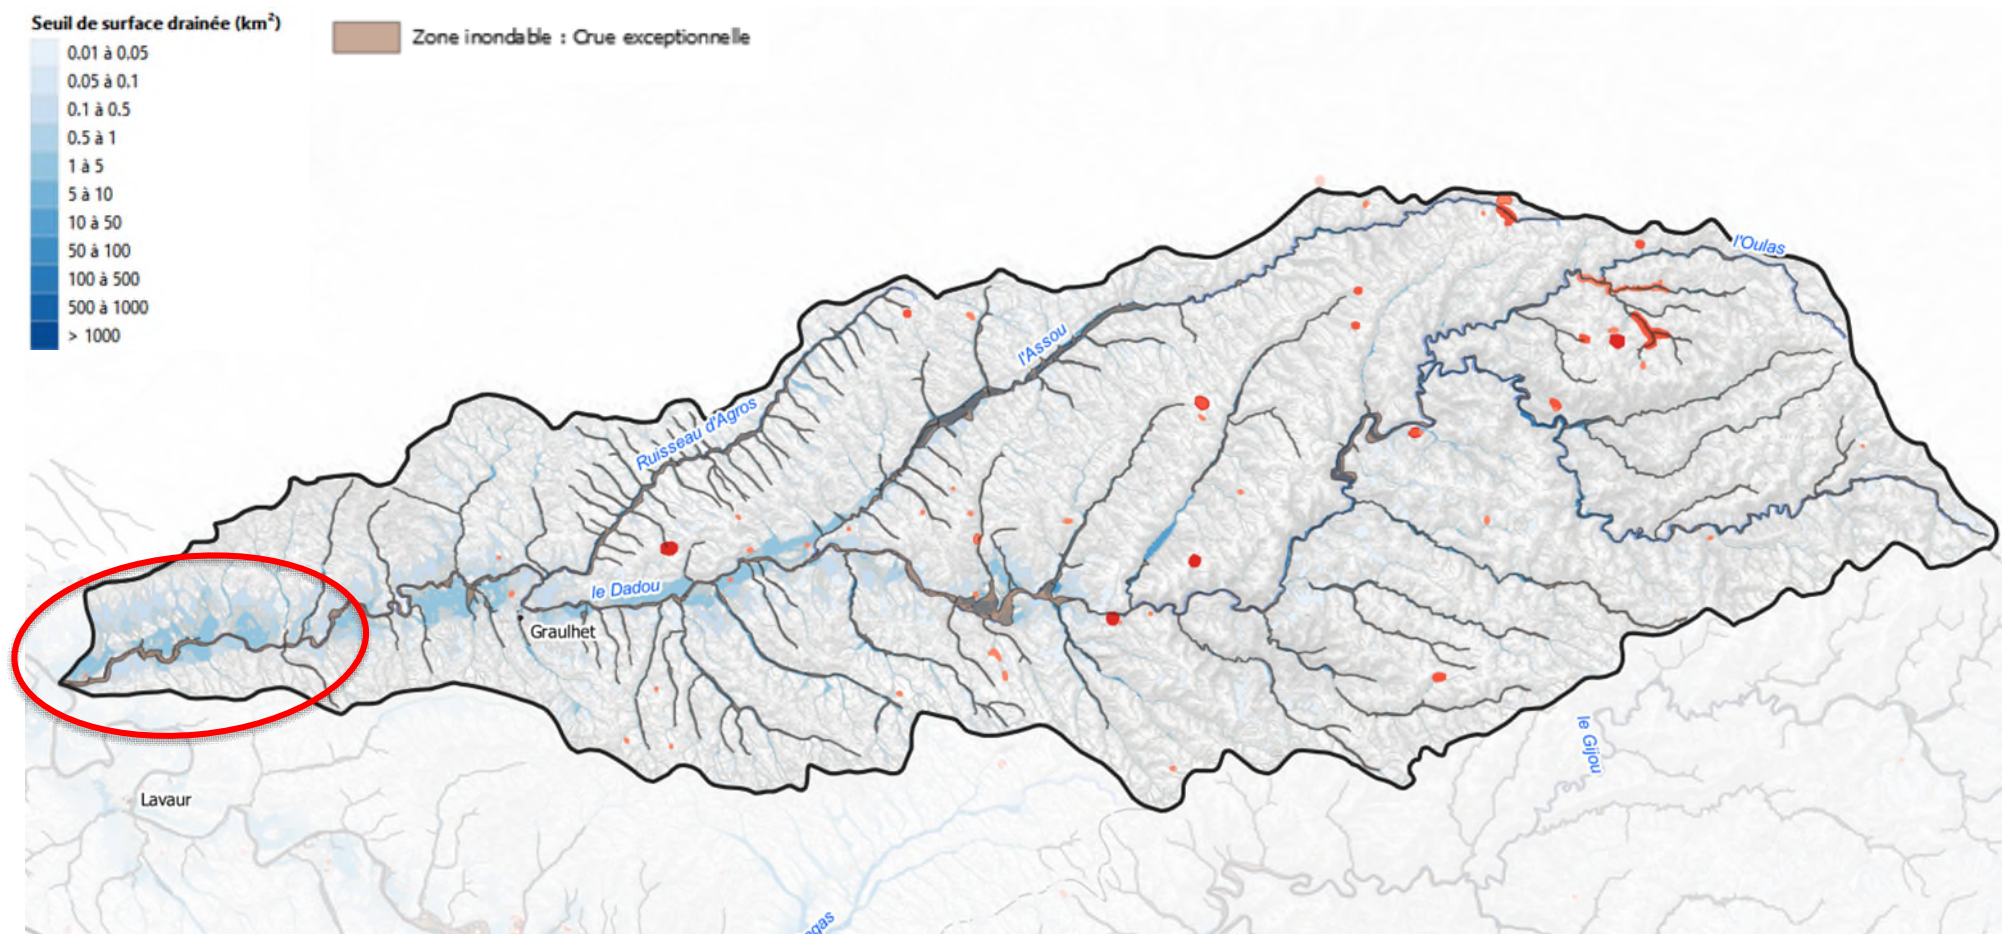 Seuil de surface drainée (km²)
0.01 à 0.05
0.05 à 0.1
0.1 à 0.5
0.5 à 1
1 à 5
5 à 10
10 à 50
50 à 100
100 à 500
500 à 1000
> 1000
Zone inondable : Crue exceptionnelle
l'Oulas
l'Assou
Ruisseau d'Agros
le Dadou
Graulhet
le Gijou
Lavaur